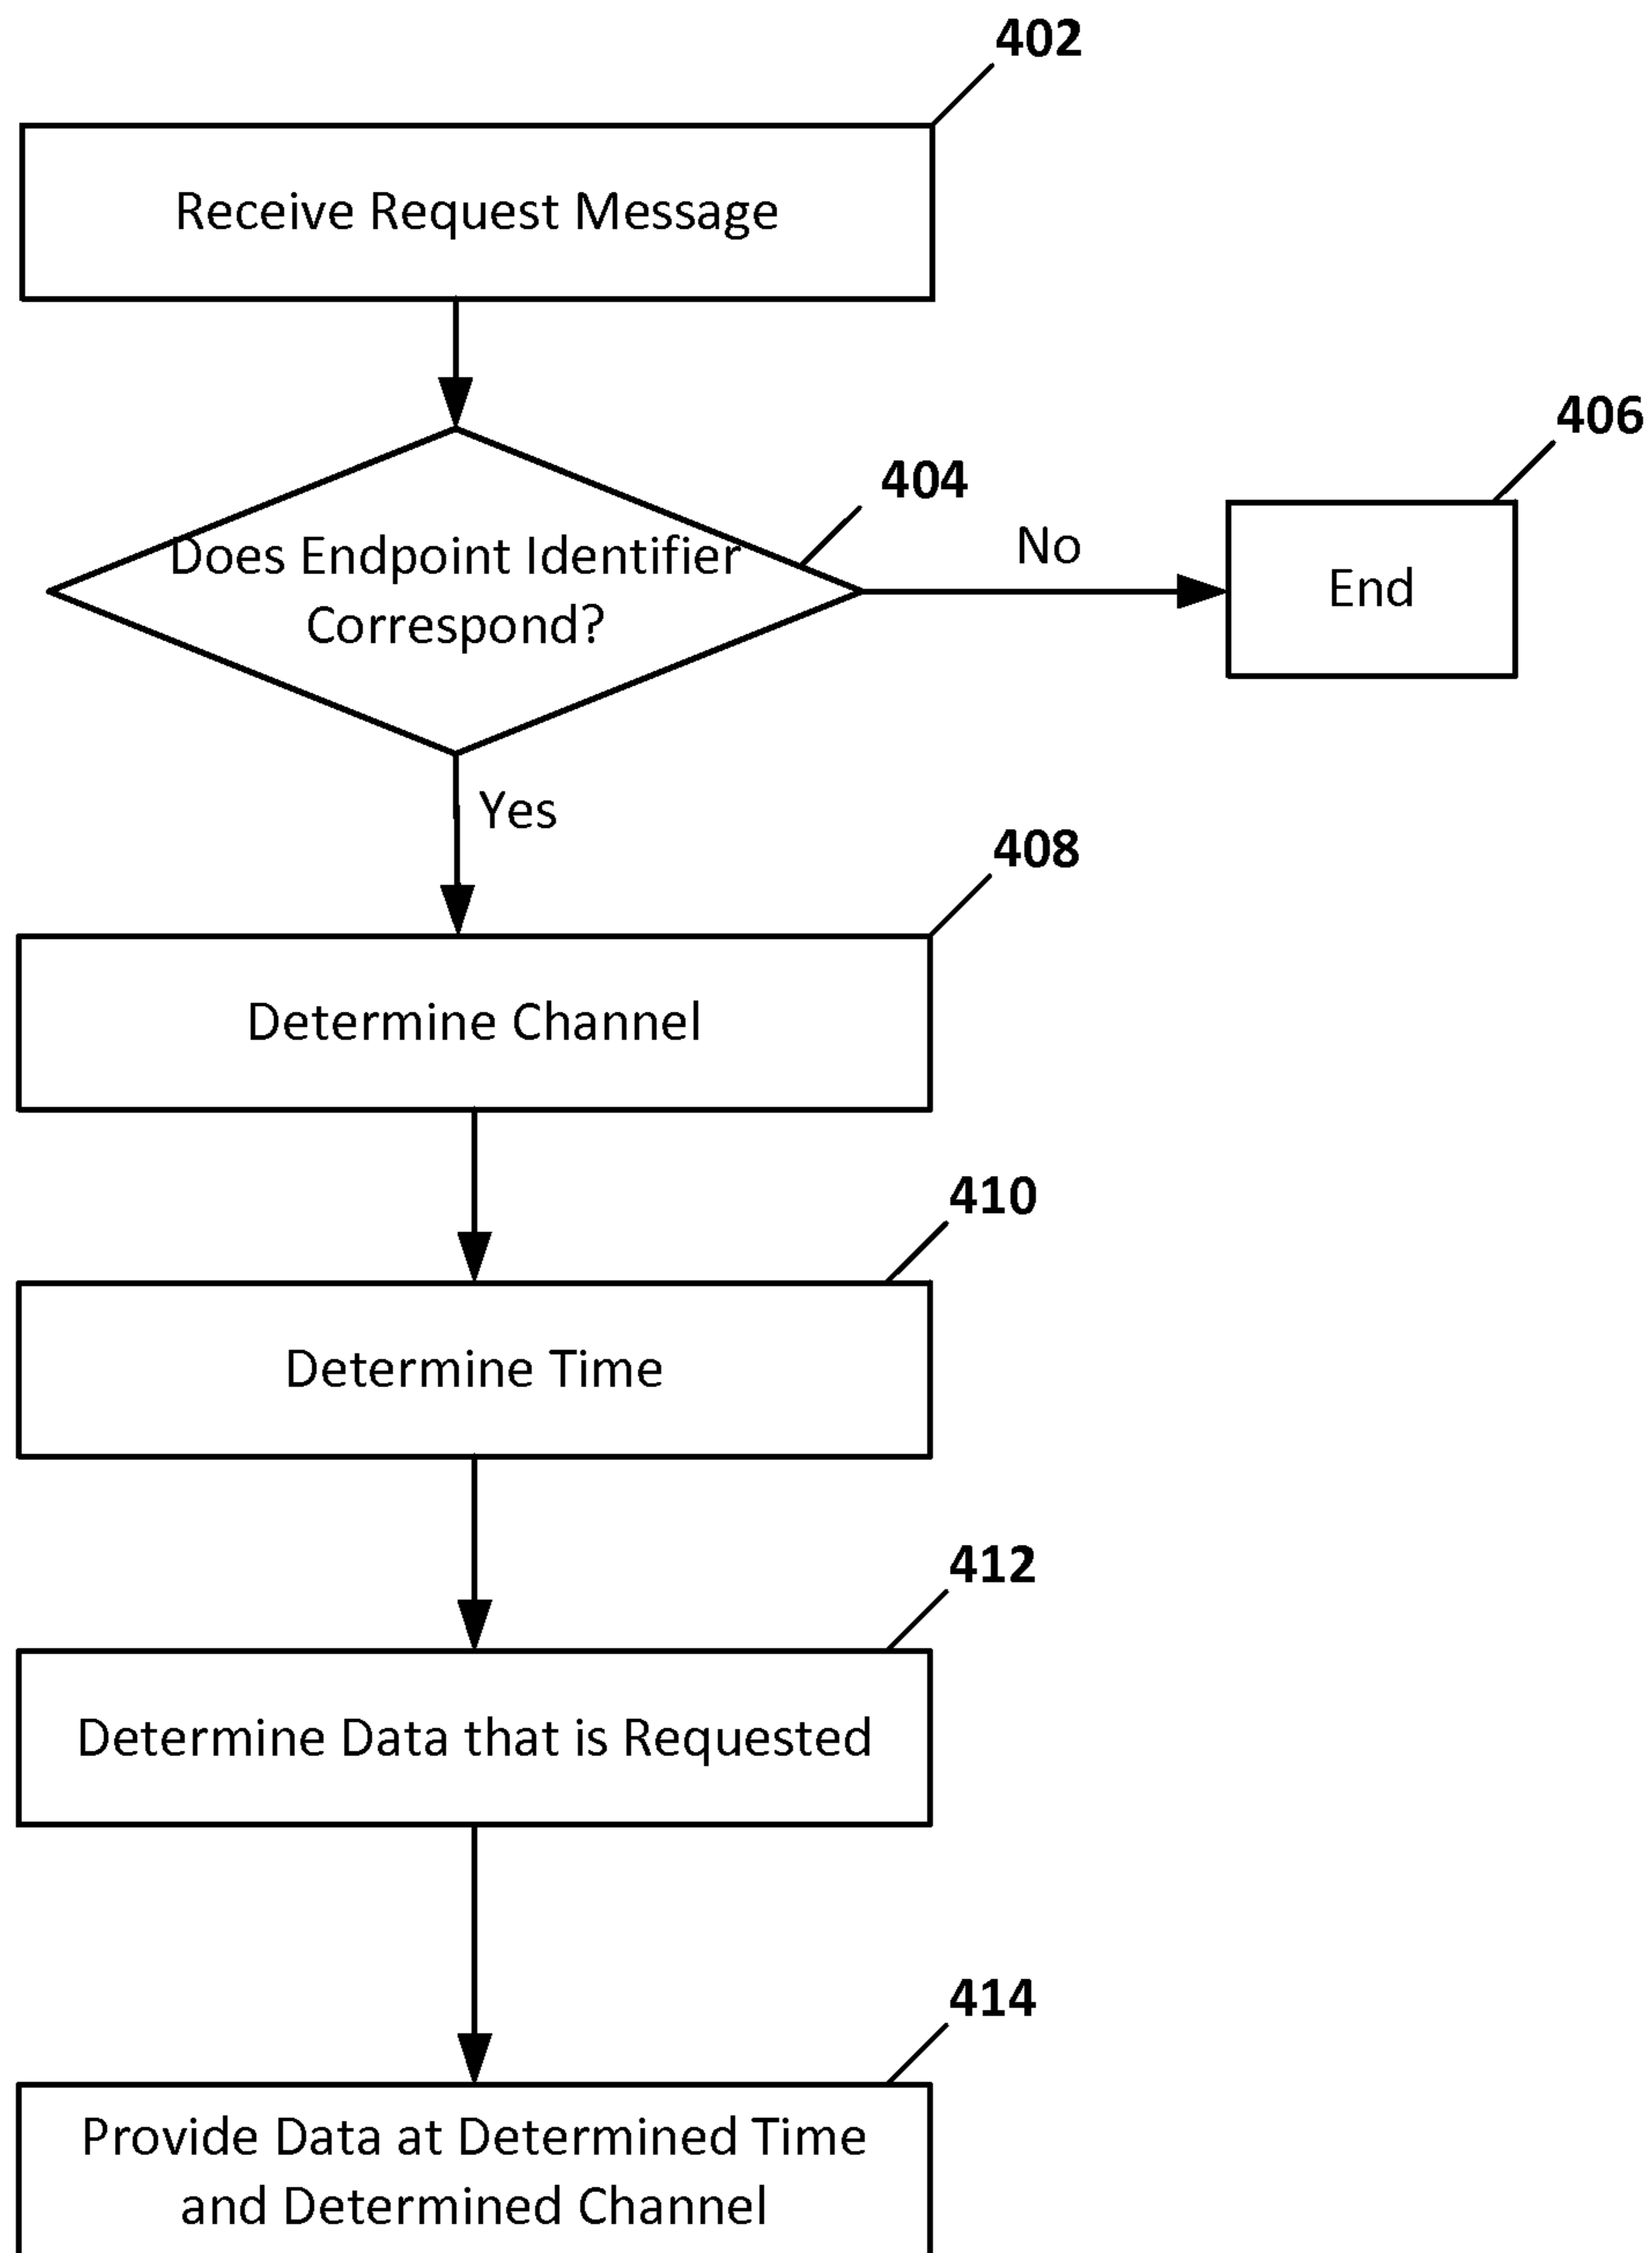 402
Receive Request Message
406
404
Does Endpoint Identifier
Correspond?
No
End
Yes
408
Determine Channel
410
Determine Time
412
Determine Data that is Requested
414
Provide Data at Determined Time
and Determined Channel